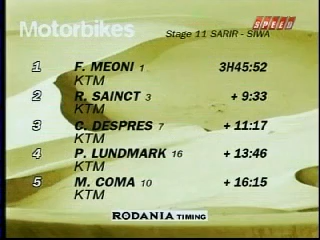 Motorbikes
SPEED
Stage 11 SARIR - SIWA
1 F. MEONI 1 3H45:52
KTM
2 R. SAINCT 3 + 9:33
KTM
3 C. DESPRES 7 + 11:17
KTM
4 P. LUNDMARK 16 + 13:46
KTM
5 M. COMA 10 + 16:15
KTM
RODANIA TIMING